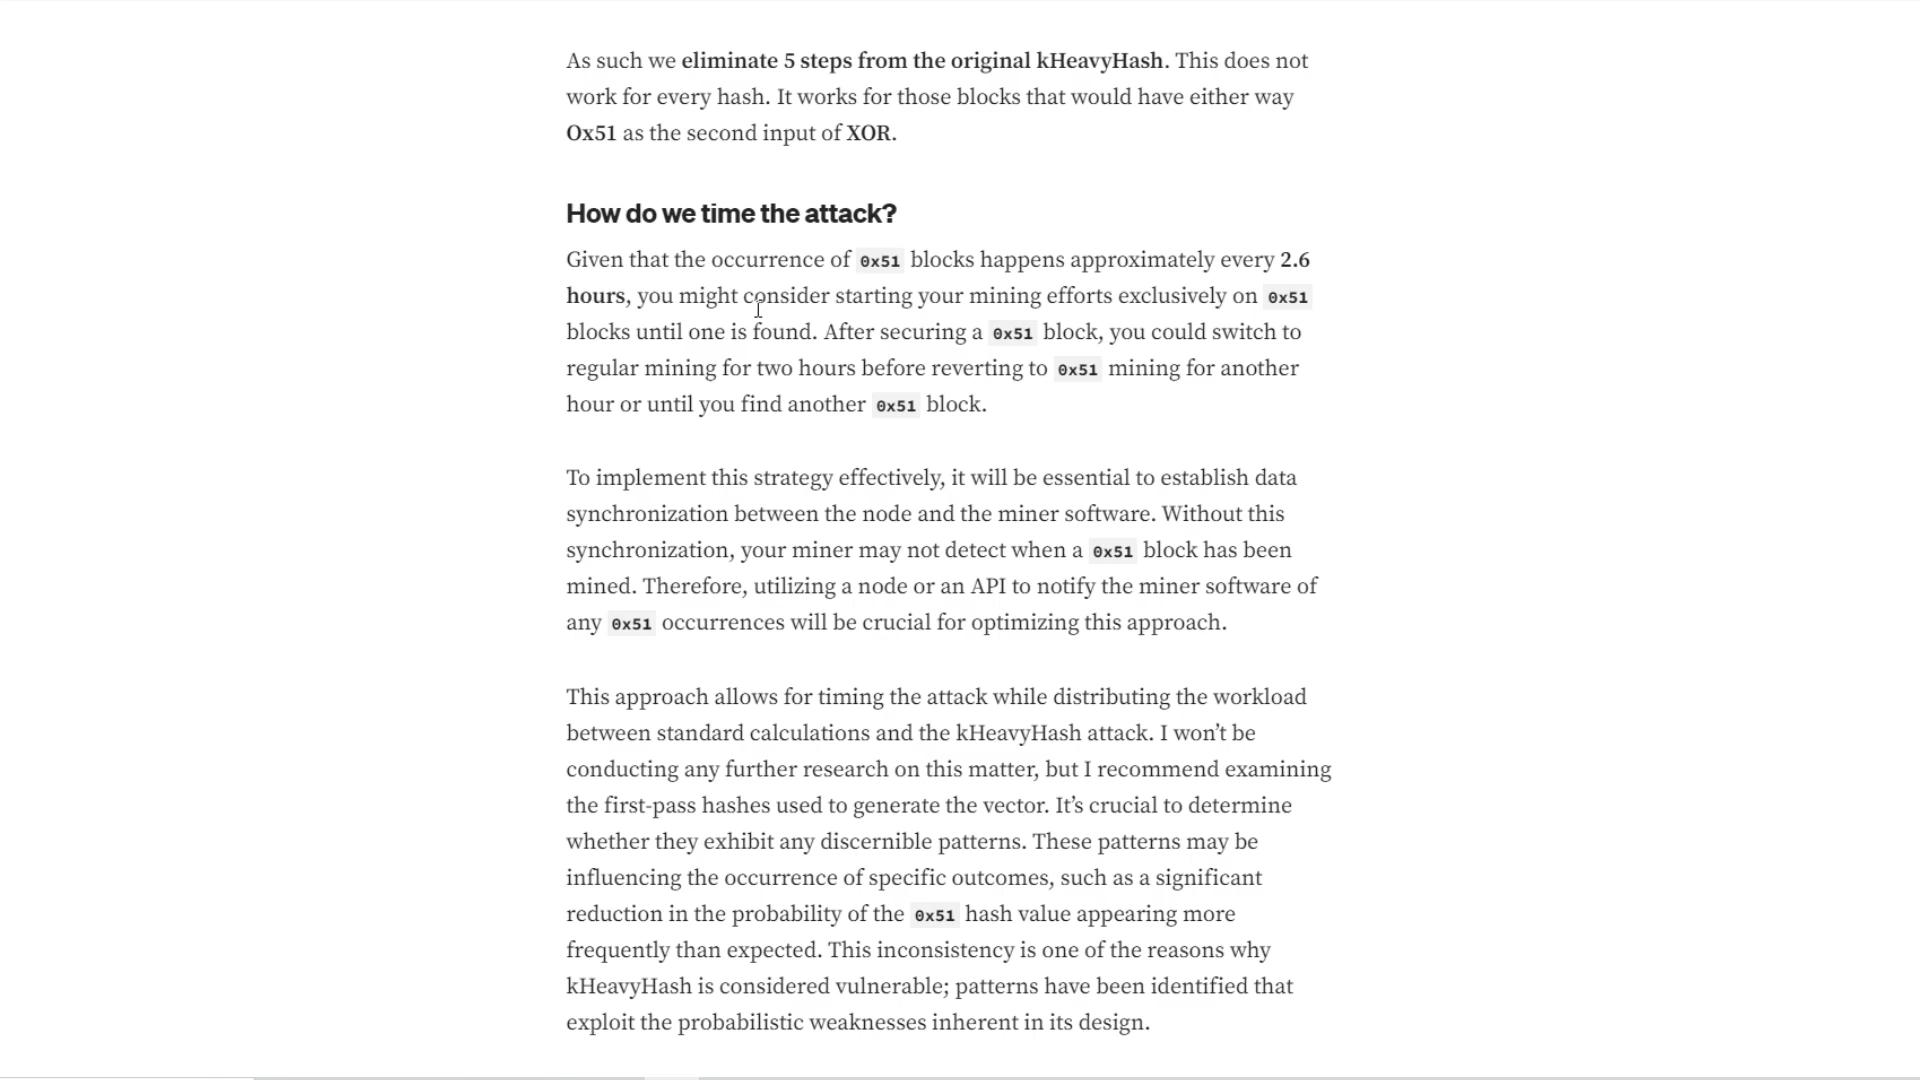 As such we eliminate 5 steps from the original kHeavyHash. This does not
work for every hash. It works for those blocks that would have either way
Ox51 as the second input of XOR.
How do we time the attack?
Given that the occurrence of 0x51 blocks happens approximately every 2.6
hours, you might consider starting your mining efforts exclusively on 0x51
blocks until one is found. After securing a 0x51 block, you could switch to
regular mining for two hours before reverting to 0x51 mining for another
hour or until you find another 0x51 block.
To implement this strategy effectively, it will be essential to establish data
synchronization between the node and the miner software. Without this
synchronization, your miner may not detect when a 0x51 block has been
mined. Therefore, utilizing a node or an API to notify the miner software of
any 0x51 occurrences will be crucial for optimizing this approach.
This approach allows for timing the attack while distributing the workload
between standard calculations and the kHeavyHash attack. I won’t be
conducting any further research on this matter, but I recommend examining
the first-pass hashes used to generate the vector. It’s crucial to determine
whether they exhibit any discernible patterns. These patterns may be
influencing the occurrence of specific outcomes, such as a significant
reduction in the probability of the 0x51 hash value appearing more
frequently than expected. This inconsistency is one of the reasons why
kHeavyHash is considered vulnerable; patterns have been identified that
exploit the probabilistic weaknesses inherent in its design.